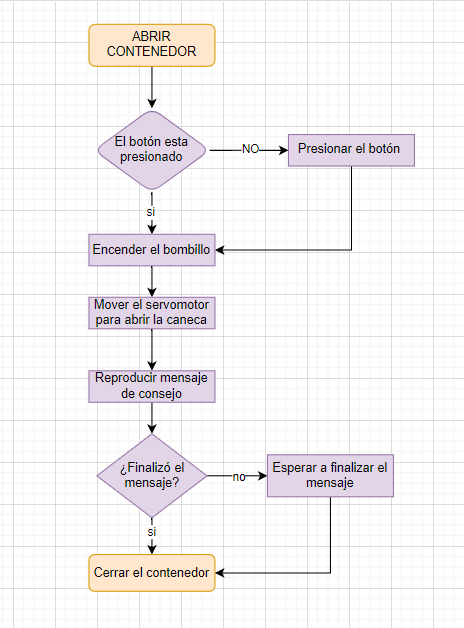 ABRIR
CONTENEDOR
El botón esta
presionado
NO
Presionar el botón
si
Encender el bombillo
Mover el servomotor
para abrir la caneca
Reproducir mensaje
de consejo
¿Finalizó el
mensaje?
no
Esperar a finalizar el
mensaje
si
Cerrar el contenedor